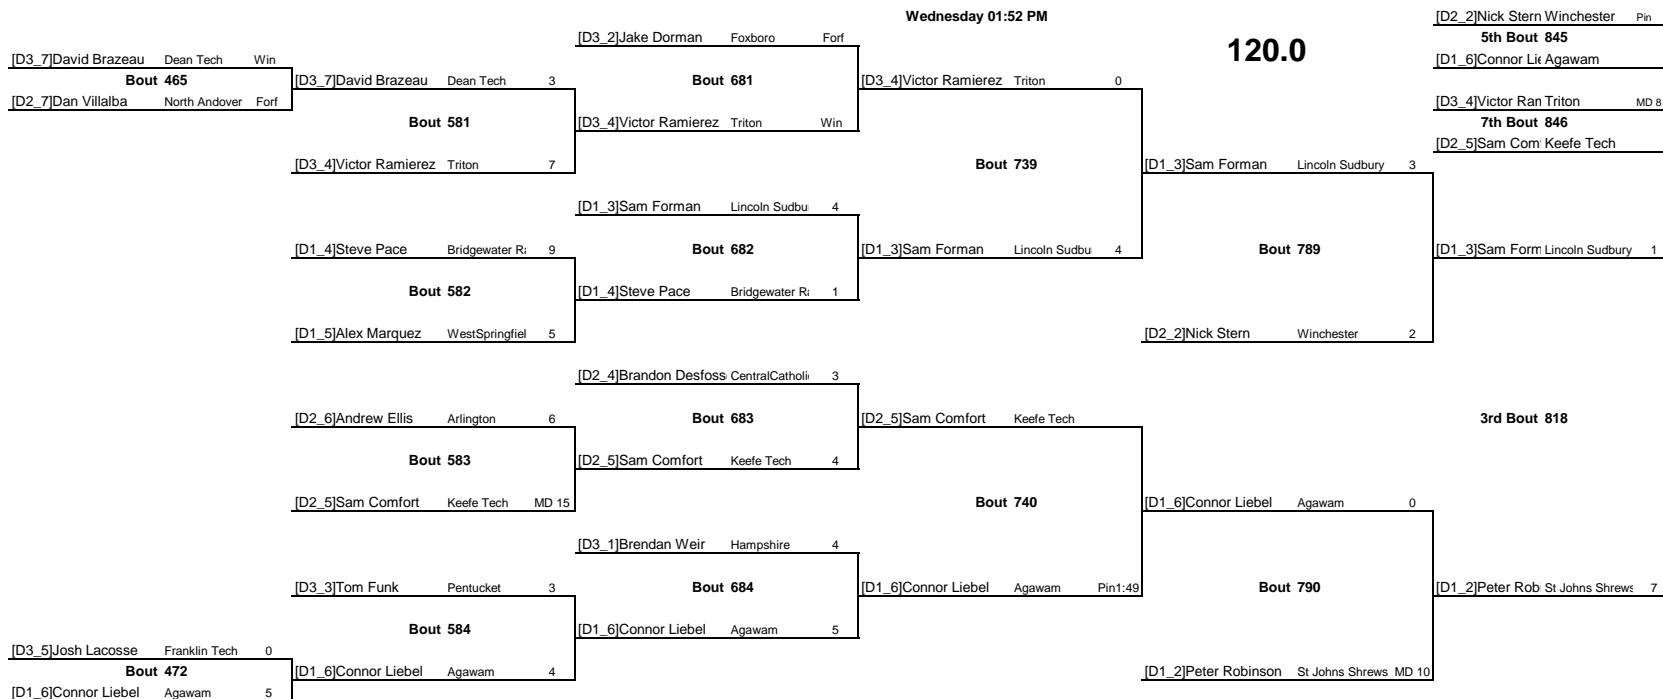 Wednesday 01:52 PM
[D2_2]Nick Stern Winchester Pin
[D3_2]Jake Dorman Foxboro Forf
120.0
5th Bout 845
[D3_7]David Brazeau Dean Tech Win
[D1_6]Connor Lie Agawam
Bout 465
[D3_7]David Brazeau Dean Tech 3
Bout 681
[D3_4]Victor Ramierez Triton 0
[D2_7]Dan Villalba North Andover Forf
[D3_4]Victor Ran Triton MD 8
Bout 581
[D3_4]Victor Ramierez Triton Win
7th Bout 846
[D2_5]Sam Com Keefe Tech
[D3_4]Victor Ramierez Triton 7
Bout 739
[D1_3]Sam Forman Lincoln Sudbury 3
[D1_3]Sam Forman Lincoln Sudbu 4
[D1_4]Steve Pace Bridgewater Ra 9
Bout 682
[D1_3]Sam Forman Lincoln Sudbu 4
Bout 789
[D1_3]Sam Form Lincoln Sudbury 1
Bout 582
[D1_4]Steve Pace Bridgewater Ra 1
[D1_5]Alex Marquez WestSpringfiel 5
[D2_2]Nick Stern Winchester 2
[D2_4]Brandon Desfoss CentralCatholi 3
[D2_6]Andrew Ellis Arlington 6
Bout 683
[D2_5]Sam Comfort Keefe Tech
3rd Bout 818
Bout 583
[D2_5]Sam Comfort Keefe Tech 4
[D2_5]Sam Comfort Keefe Tech MD 15
Bout 740
[D1_6]Connor Liebel Agawam 0
[D3_1]Brendan Weir Hampshire 4
[D3_3]Tom Funk Pentucket 3
Bout 684
[D1_6]Connor Liebel Agawam Pin1:49
Bout 790
[D1_2]Peter Rob St Johns Shrews 7
Bout 584
[D1_6]Connor Liebel Agawam 5
[D3_5]Josh Lacosse Franklin Tech 0
Bout 472
[D1_6]Connor Liebel Agawam 4
[D1_2]Peter Robinson St Johns Shrews MD 10
[D1_6]Connor Liebel Agawam 5